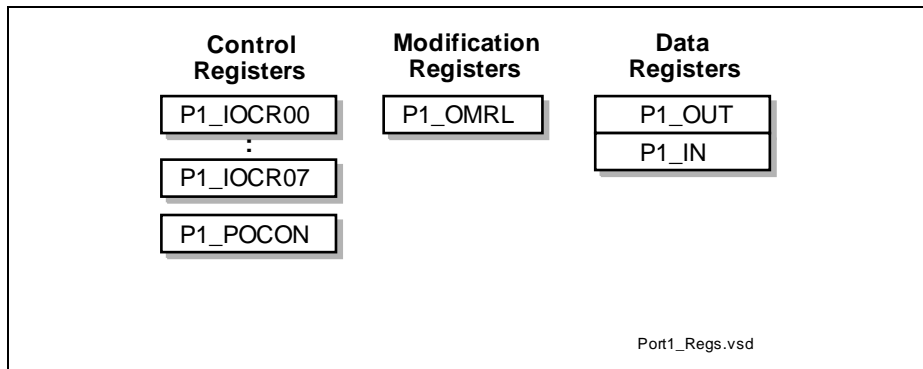 Control
Registers
P1_IOCR00
:
P1_IOCR07
P1_POCON
Modification
Registers
P1_OMRL
Data
Registers
P1_OUT
P1_IN
Port1_Regs.vsd